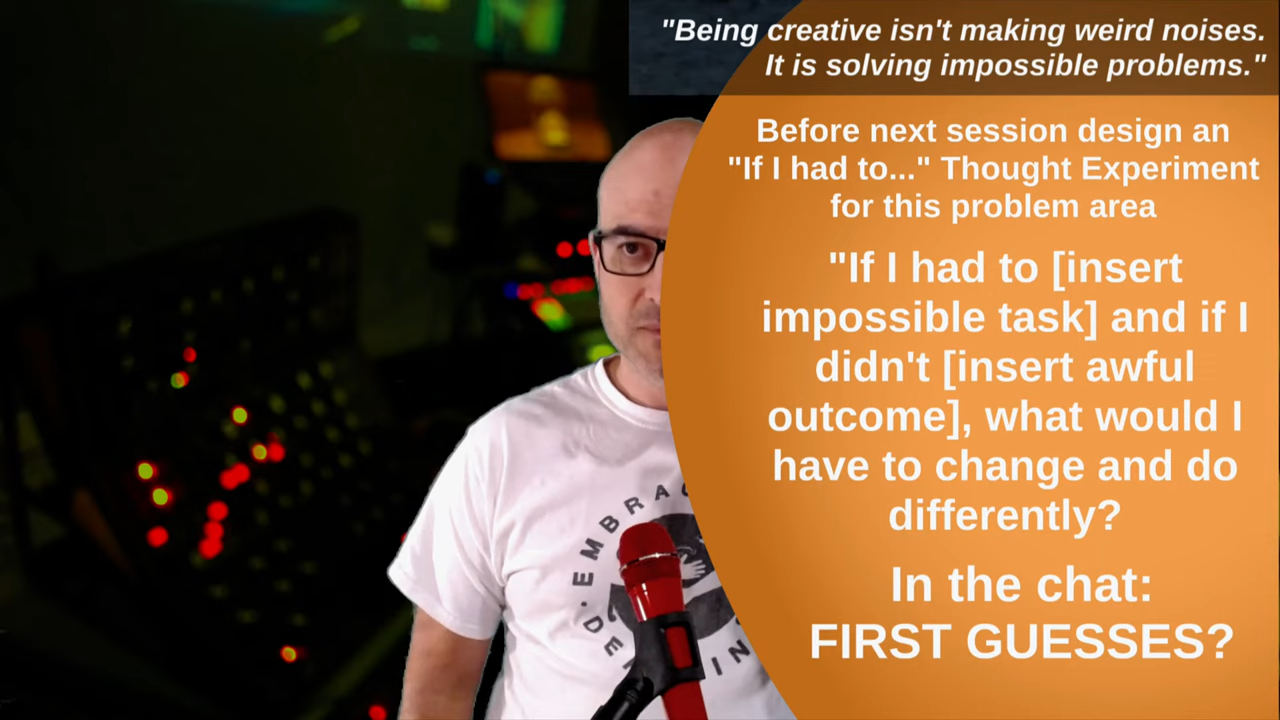 "Being creative isn't making weird noises.
It is solving impossible problems."
Before next session design an
"If I had to..." Thought Experiment
for this problem area
"If I had to [insert
impossible task] and if I
didn't [insert awful
outcome], what would I
have to change and do
differently?
In the chat:
FIRST GUESSES?